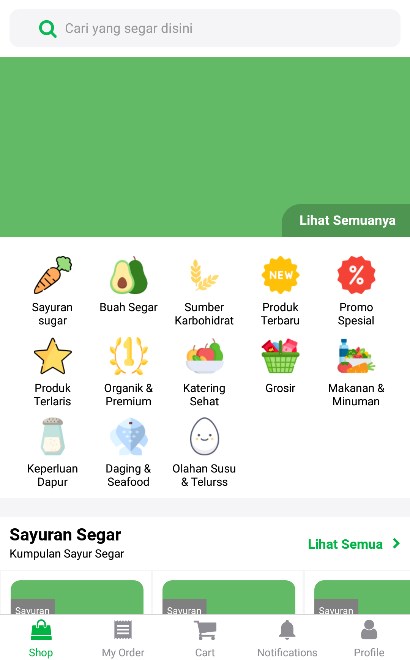 Cari yang segar disini
Lihat Semuanya
Sayuran
sugar
Buah Segar
Sumber
Karbohidrat
NEW
Produk
Terbaru
%
Promo
Spesial
Produk
Terlaris
1
Organik &
Premium
Katering
Sehat
Grosir
Makanan &
Minuman
Keperluan
Dapur
Daging &
Seafood
Olahan Susu
& Telurss
Sayuran Segar
Kumpulan Sayur Segar
Lihat Semua
Sayuran
Sayuran
Sayuran
Shop
My Order
Cart
Notifications
Profile